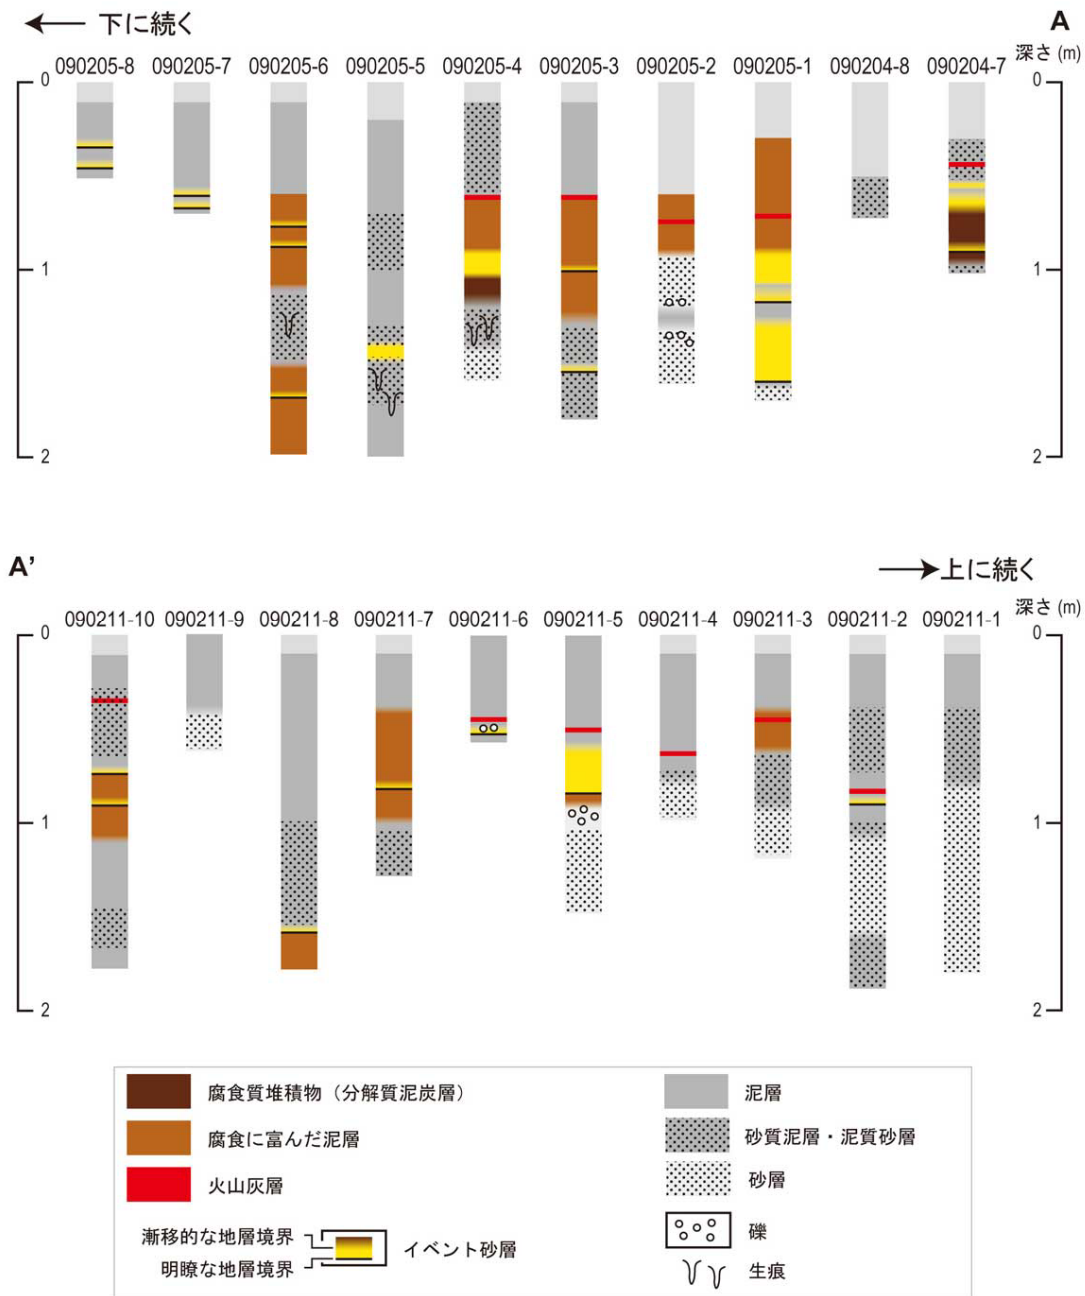 下に続く
A
深さ (m)
090205-8 090205-7 090205-6 090205-5 090205-4 090205-3 090205-2 090205-1 090204-8 090204-7
0 0
1 1
2 2
A'
上に続く
深さ (m)
090211-10 090211-9 090211-8 090211-7 090211-6 090211-5 090211-4 090211-3 090211-2 090211-1
0 0
1 1
2 2
腐食質堆積物（分解質泥炭層）
腐食に富んだ泥層
火山灰層
漸移的な地層境界
明瞭な地層境界
イベント砂層
泥層
砂質泥層・泥質砂層
砂層
礫
生痕